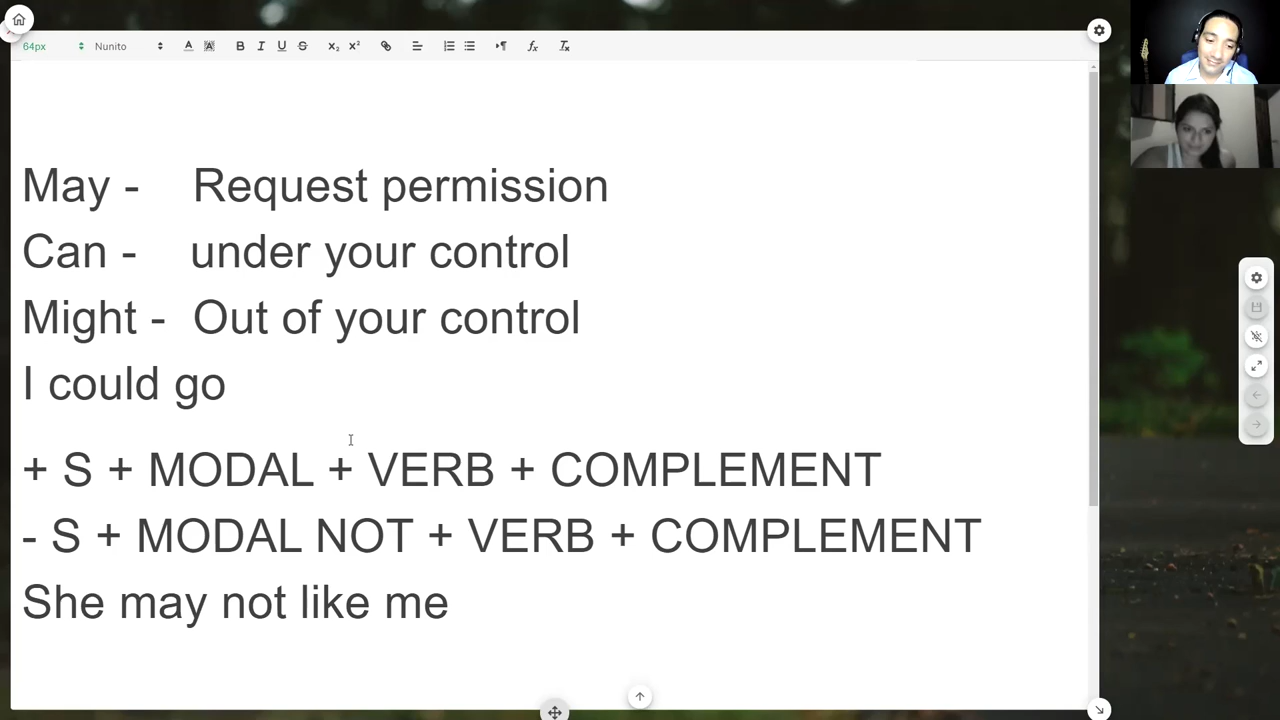 64px Nunito
May - Request permission
Can - under your control
Might - Out of your control
I could go
+ S + MODAL + VERB + COMPLEMENT
- S + MODAL NOT + VERB + COMPLEMENT
She may not like me